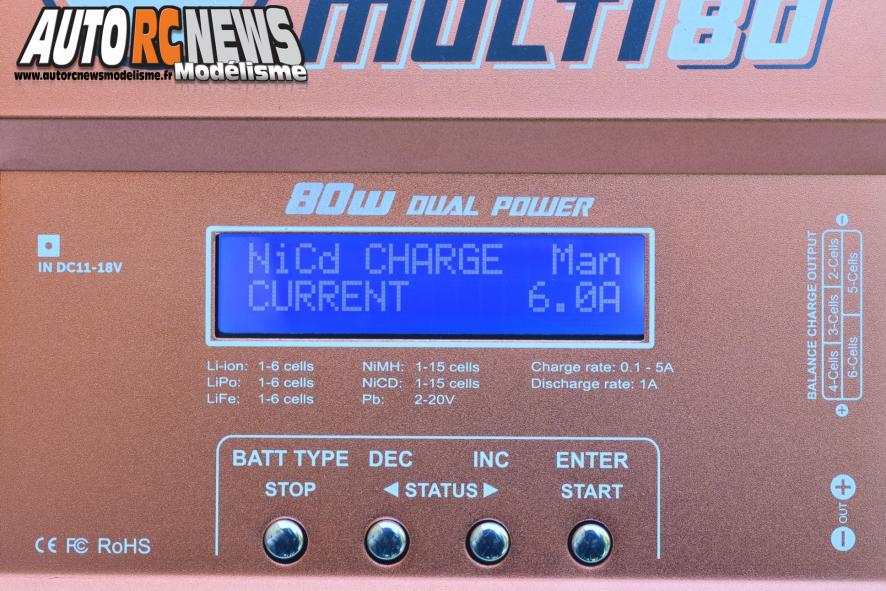 AUTORCNEWS
www.autorcnewsmodelisme.fr Modélisme
MULTI 80
80w DUAL POWER
IN DC11-18V
NiCd CHARGE Man
CURRENT 6.0A
Li-ion: 1-6 cells NiMH: 1-15 cells Charge rate: 0.1 - 5A
LiPo: 1-6 cells NiCD: 1-15 cells Discharge rate: 1A
LiFe: 1-6 cells Pb: 2-20V
BALANCE CHARGE OUTPUT
4-Cells 3-Cells 2-Cells
6-Cells 5-Cells
BATT TYPE DEC INC ENTER
STOP ◀ STATUS ▶ START
OUT
CE FC RoHS